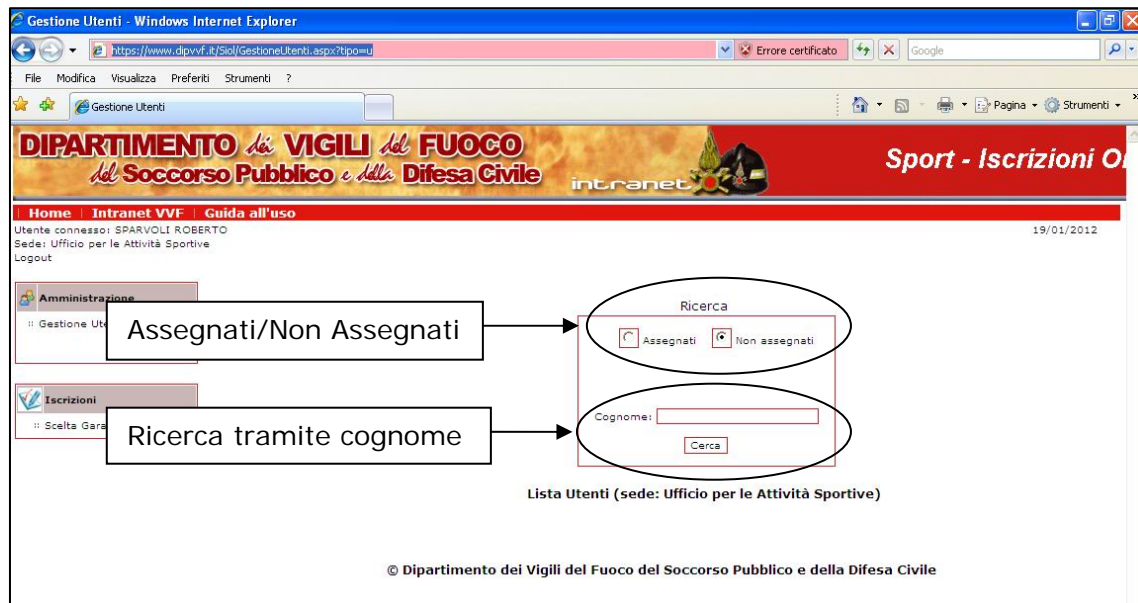 Gestione Utenti - Windows Internet Explorer
https://www.dipvvf.it/Siol/GestioneUtenti.aspx?tipo=u
Errore certificato
Google
File Modifica Visualizza Preferiti Strumenti ?
Gestione Utenti
Pagina
Strumenti
»
DIPARTIMENTO dei VIGILI del FUOCO
del Soccorso Pubblico e della Difesa Civile
intranet
Sport - Iscrizioni
Home | Intranet VVF | Guida all'uso
Utente connesso: SPARVOLI ROBERTO
19/01/2012
Sede: Ufficio per le Attività Sportive
Logout
Amministrazione
Gestione
Assegnati/Non Assegnati
Ricerca
Assegnati
Non assegnati
Iscrizioni
Scelta Gara
Ricerca tramite cognome
Cognome:
Cerca
Lista Utenti (sede: Ufficio per le Attività Sportive)
© Dipartimento dei Vigili del Fuoco del Soccorso Pubblico e della Difesa Civile